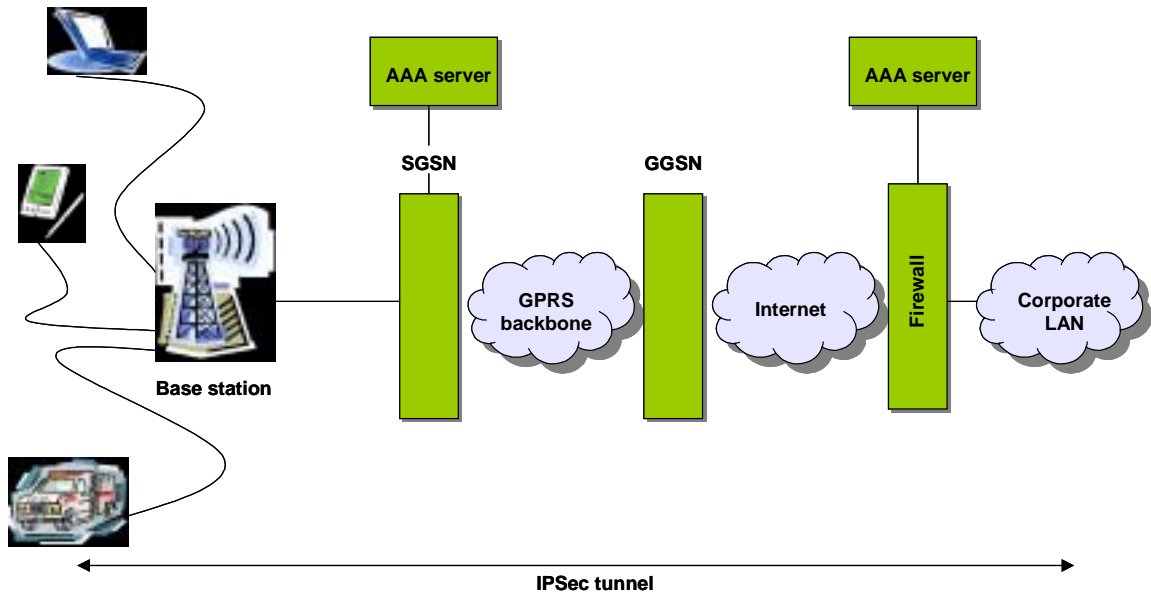 AAA server
AAA server
SGSN
GGSN
GPRS
backbone
Internet
Firewall
Corporate
LAN
Base station
IPSec tunnel